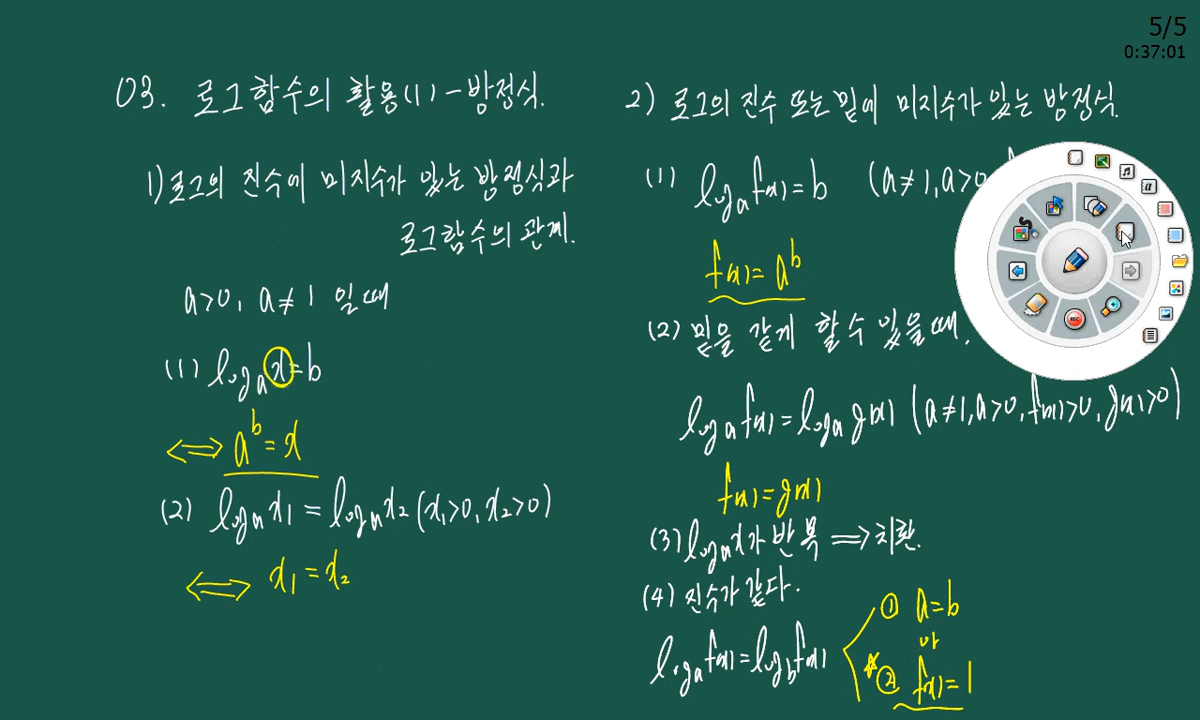 5/5
0:37:01
03. 로그함수의 활용(1) - 방정식.
1) 로그의 진수에 미지수가 있는 방정식과
로그함수의 관계.
a>0, a≠1 일때
(1) logₐx=b
⟺ aᵇ=x
(2) logₐx₁=logₐx₂ (x₁>0, x₂>0)
⟺ x₁=x₂
2) 로그의 진수 또는 밑에 미지수가 있는 방정식.
(1) logₐf(x)=b (a≠1, a>0
f(x)=aᵇ
(2) 밑을 같게 할수 있을때.
logₐf(x)=logₐg(x) (a≠1, a>0, f(x)>0, g(x)>0)
f(x)=g(x)
(3) logₐx가 반복 ⟹ 치환.
(4) 진수가 같다.
logₐf(x)=log_bf(x)
① a=b
or
☆② f(x)=1
REC